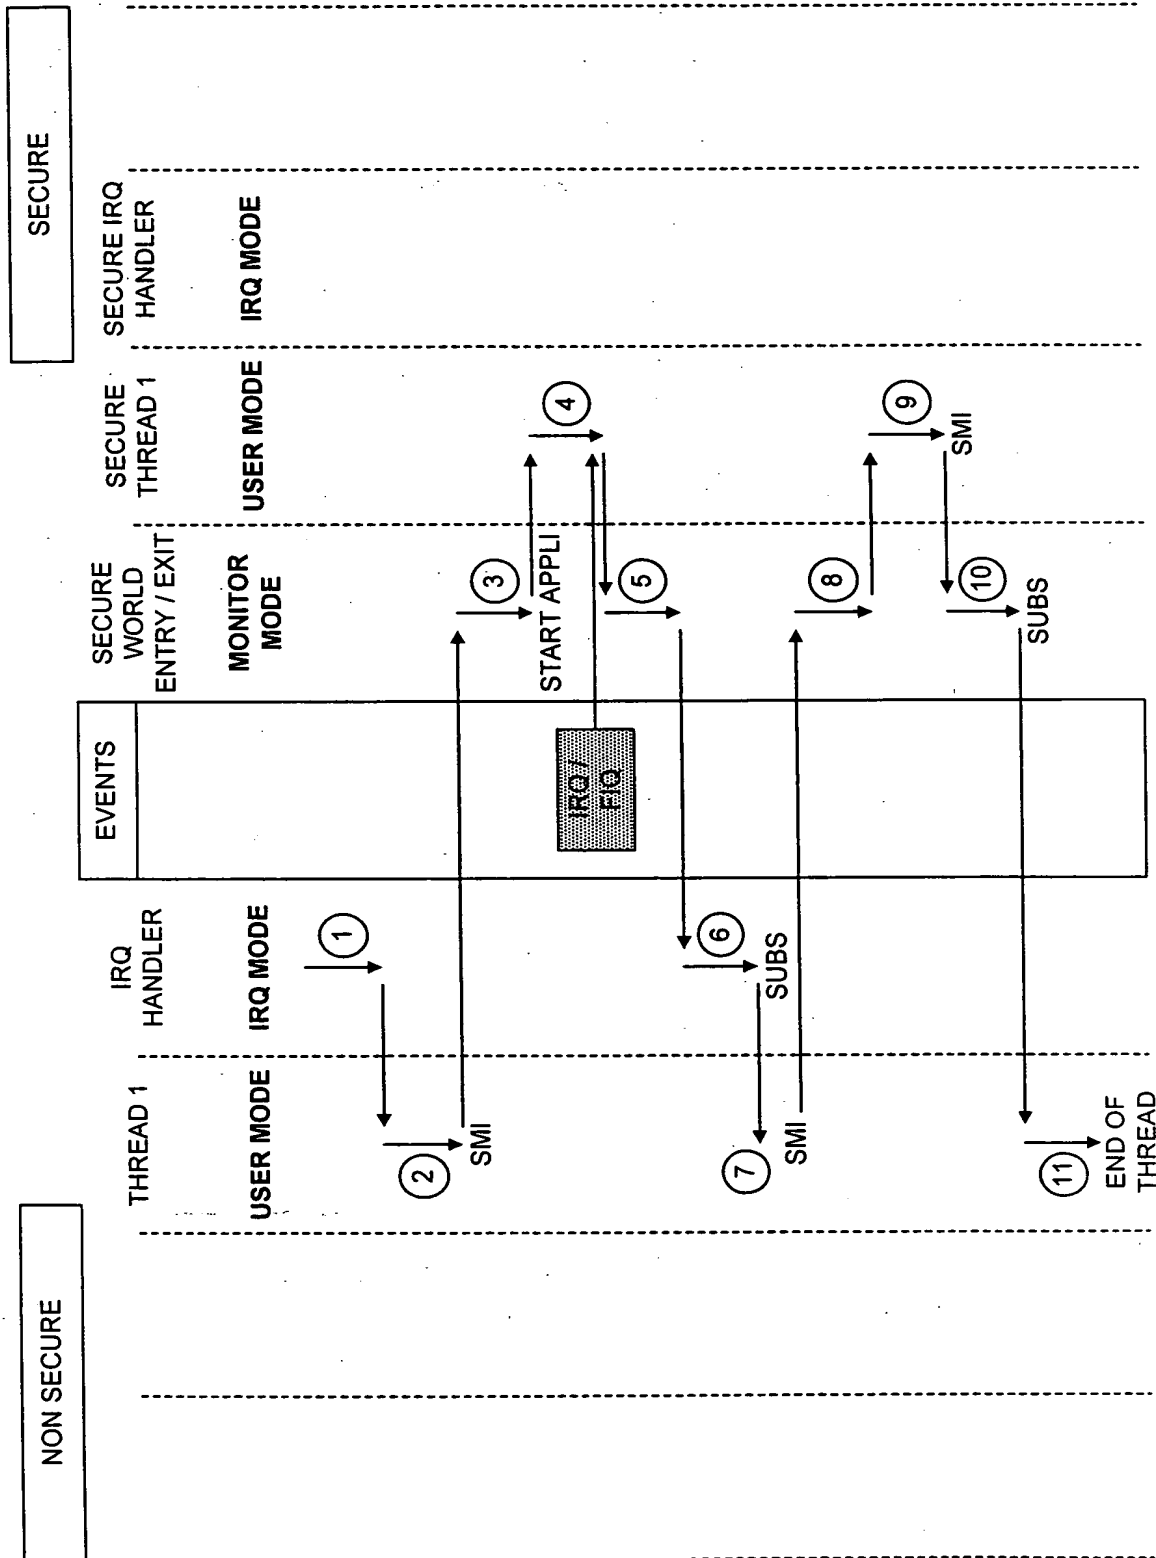 NON SECURE
SECURE
THREAD 1
USER MODE
IRQ
HANDLER
IRQ MODE
EVENTS
SECURE
WORLD
ENTRY / EXIT
MONITOR
MODE
SECURE
THREAD 1
USER MODE
SECURE IRQ
HANDLER
IRQ MODE
1
2
SMI
3
START APPLI
4
IRQ /
FIQ
5
6
SUBS
7
SMI
8
9
SMI
10
SUBS
11
END OF
THREAD